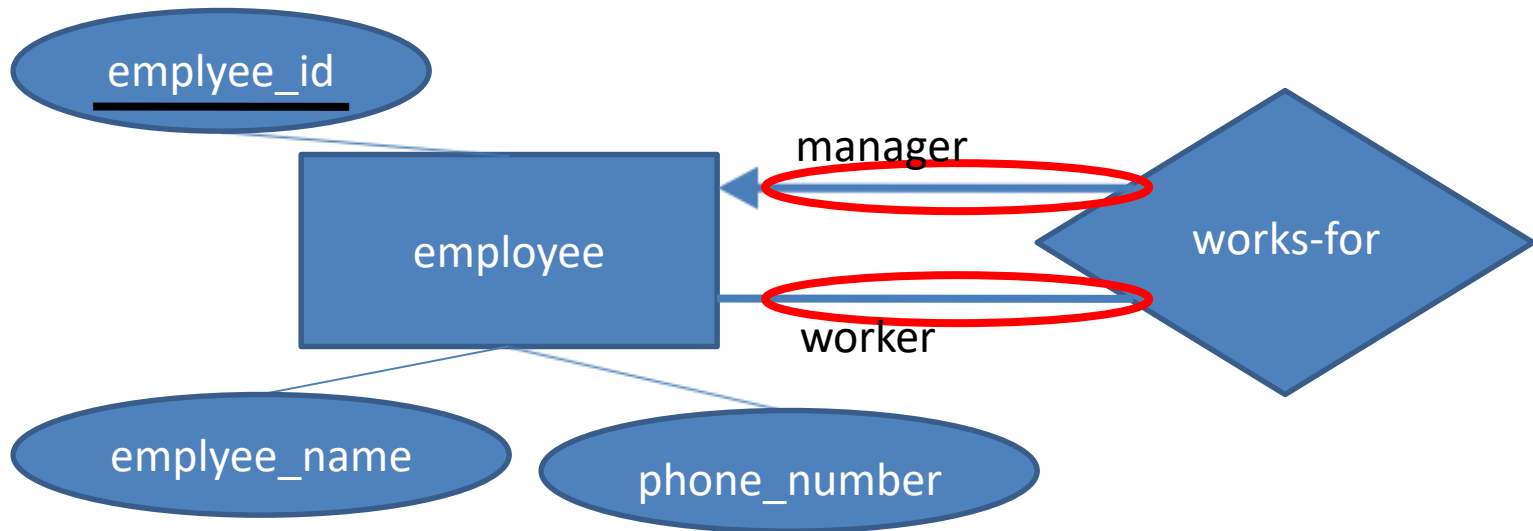 emplyee_id
manager
employee
works-for
worker
emplyee_name
phone_number